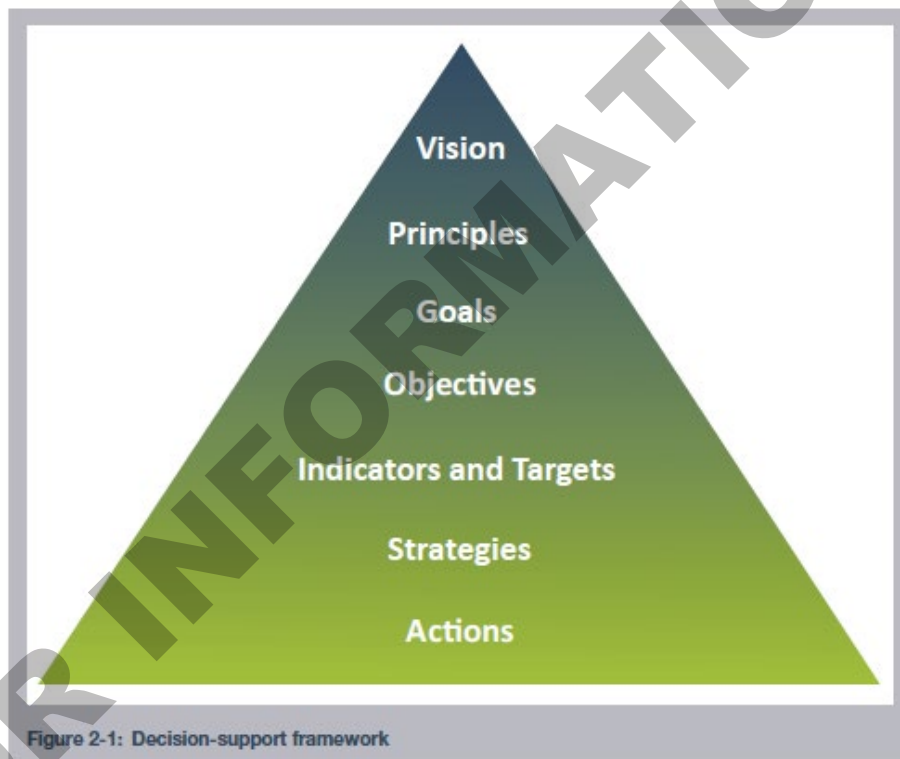 Vision
Principles
Goals
Objectives
Indicators and Targets
Strategies
Actions
Figure 2-1: Decision-support framework
R INFORMATIO